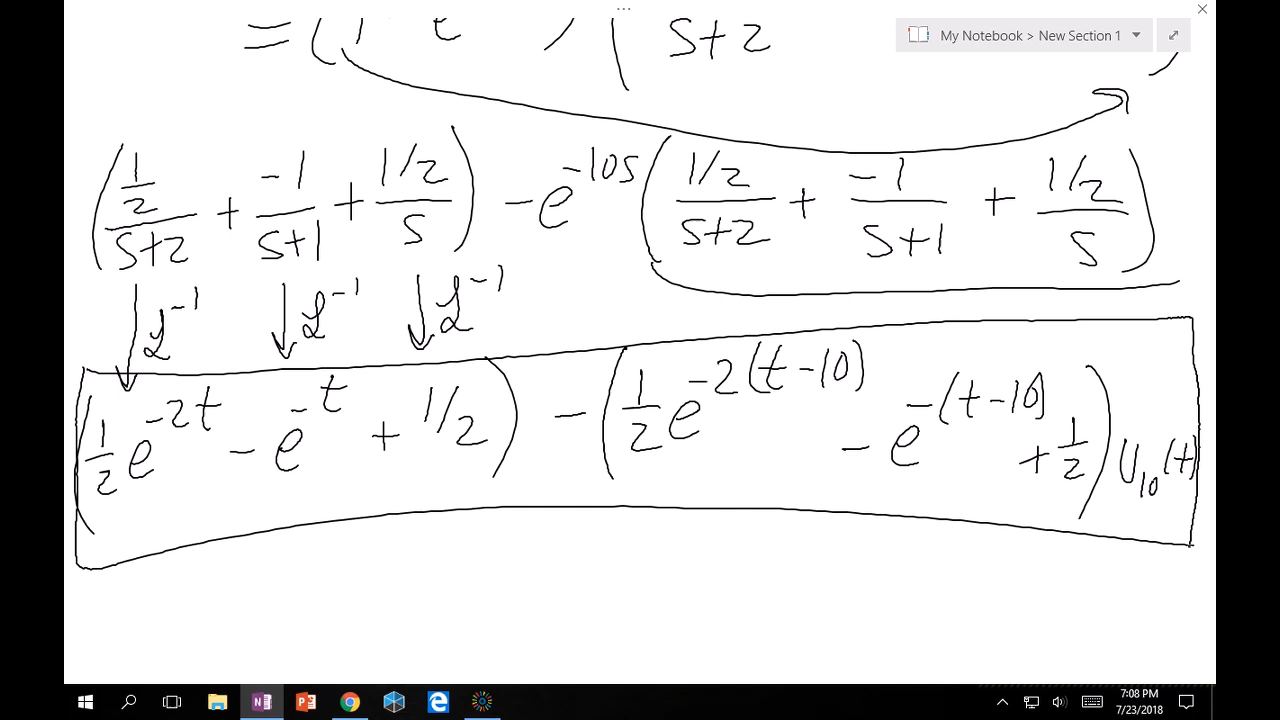 My Notebook > New Section 1
= ( 1 - e ) ( s+2
( 1/2/(s+2) + -1/(s+1) + 1/2/s ) - e^-10s ( 1/2/(s+2) + -1/(s+1) + 1/2/s )
↓ ℒ^-1 ↓ ℒ^-1 ↓ ℒ^-1
( 1/2 e^-2t - e^-t + 1/2 ) - ( 1/2 e^-2(t-10) - e^-(t-10) + 1/2 ) U_10(t)
7:08 PM
7/23/2018